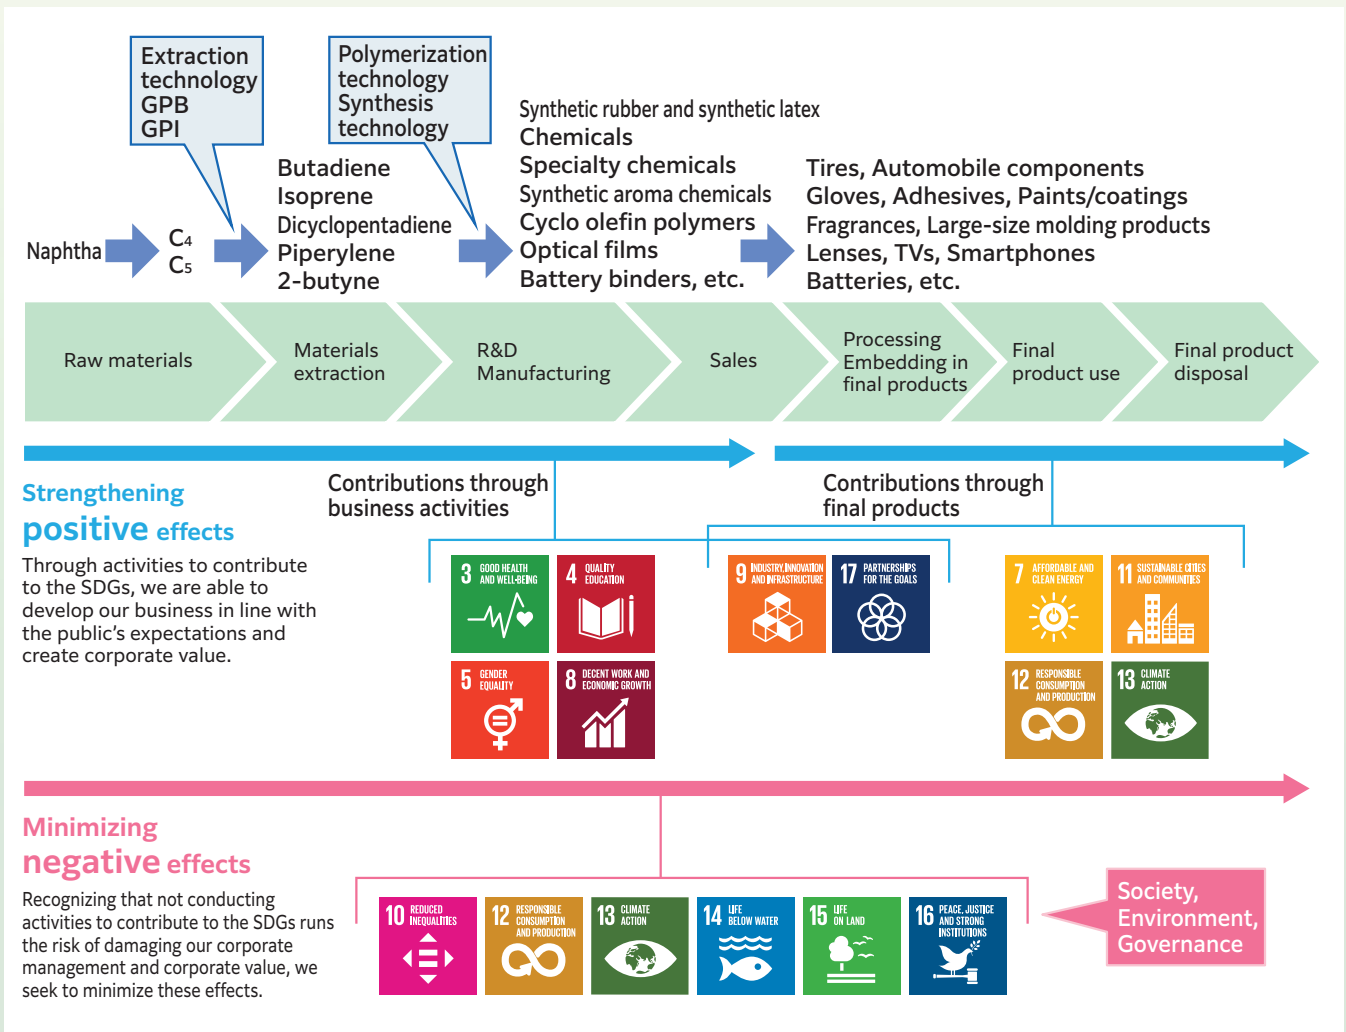 Extraction
technology
GPB
GPI
Polymerization
technology
Synthesis
technology
Naphtha
C4
C5
Butadiene
Isoprene
Dicyclopentadiene
Piperylene
2-butyne
Synthetic rubber and synthetic latex
Chemicals
Specialty chemicals
Synthetic aroma chemicals
Cyclo olefin polymers
Optical films
Battery binders, etc.
Tires, Automobile components
Gloves, Adhesives, Paints/coatings
Fragrances, Large-size molding products
Lenses, TVs, Smartphones
Batteries, etc.
Raw materials
Materials
extraction
R&D
Manufacturing
Sales
Processing
Embedding in
final products
Final
product use
Final product
disposal
Strengthening
positive effects
Through activities to contribute
to the SDGs, we are able to
develop our business in line with
the public's expectations and
create corporate value.
Contributions through
business activities
Contributions through
final products
3 GOOD HEALTH
AND WELL-BEING
4 QUALITY
EDUCATION
5 GENDER
EQUALITY
8 DECENT WORK AND
ECONOMIC GROWTH
9 INDUSTRY, INNOVATION
AND INFRASTRUCTURE
17 PARTNERSHIPS
FOR THE GOALS
7 AFFORDABLE AND
CLEAN ENERGY
11 SUSTAINABLE CITIES
AND COMMUNITIES
12 RESPONSIBLE
CONSUMPTION
AND PRODUCTION
13 CLIMATE
ACTION
Minimizing
negative effects
Recognizing that not conducting
activities to contribute to the SDGs runs
the risk of damaging our corporate
management and corporate value, we
seek to minimize these effects.
10 REDUCED
INEQUALITIES
12 RESPONSIBLE
CONSUMPTION
AND PRODUCTION
13 CLIMATE
ACTION
14 LIFE
BELOW WATER
15 LIFE
ON LAND
16 PEACE, JUSTICE
AND STRONG
INSTITUTIONS
Society,
Environment,
Governance